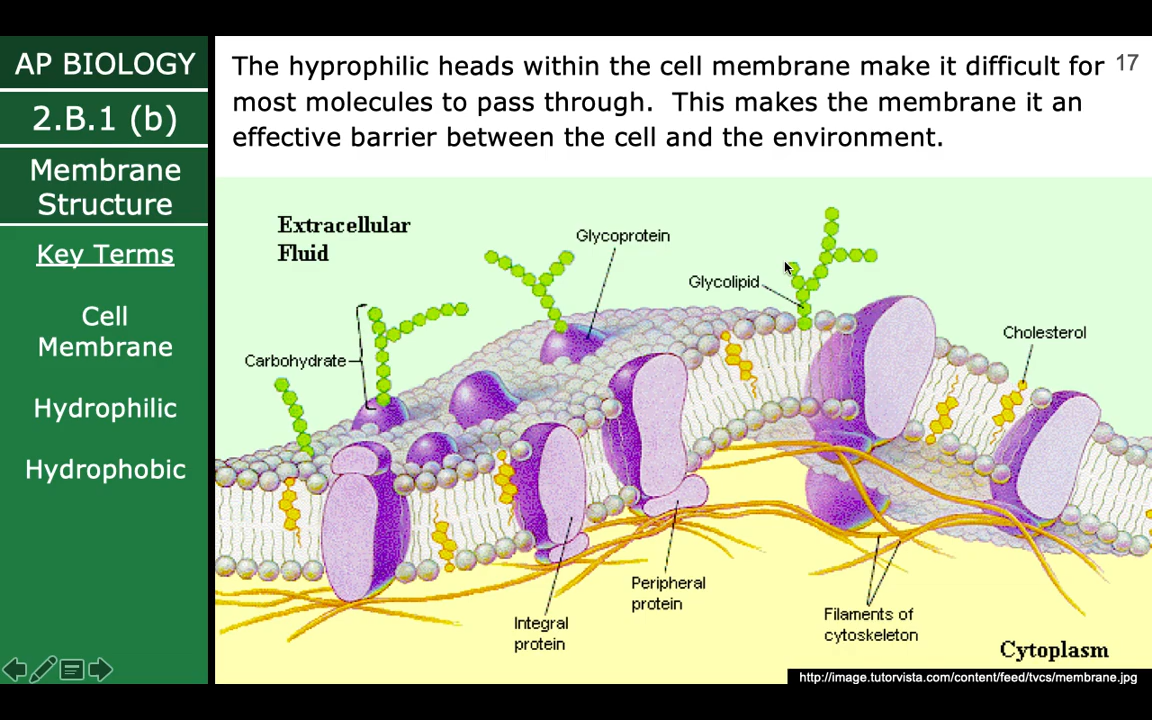 AP BIOLOGY
2.B.1 (b)
Membrane
Structure
Key Terms
Cell
Membrane
Hydrophilic
Hydrophobic
The hyprophilic heads within the cell membrane make it difficult for
most molecules to pass through.  This makes the membrane it an
effective barrier between the cell and the environment.
17
Extracellular
Fluid
Glycoprotein
Glycolipid
Cholesterol
Carbohydrate
Peripheral
protein
Integral
protein
Filaments of
cytoskeleton
Cytoplasm
http://image.tutorvista.com/content/feed/tvcs/membrane.jpg